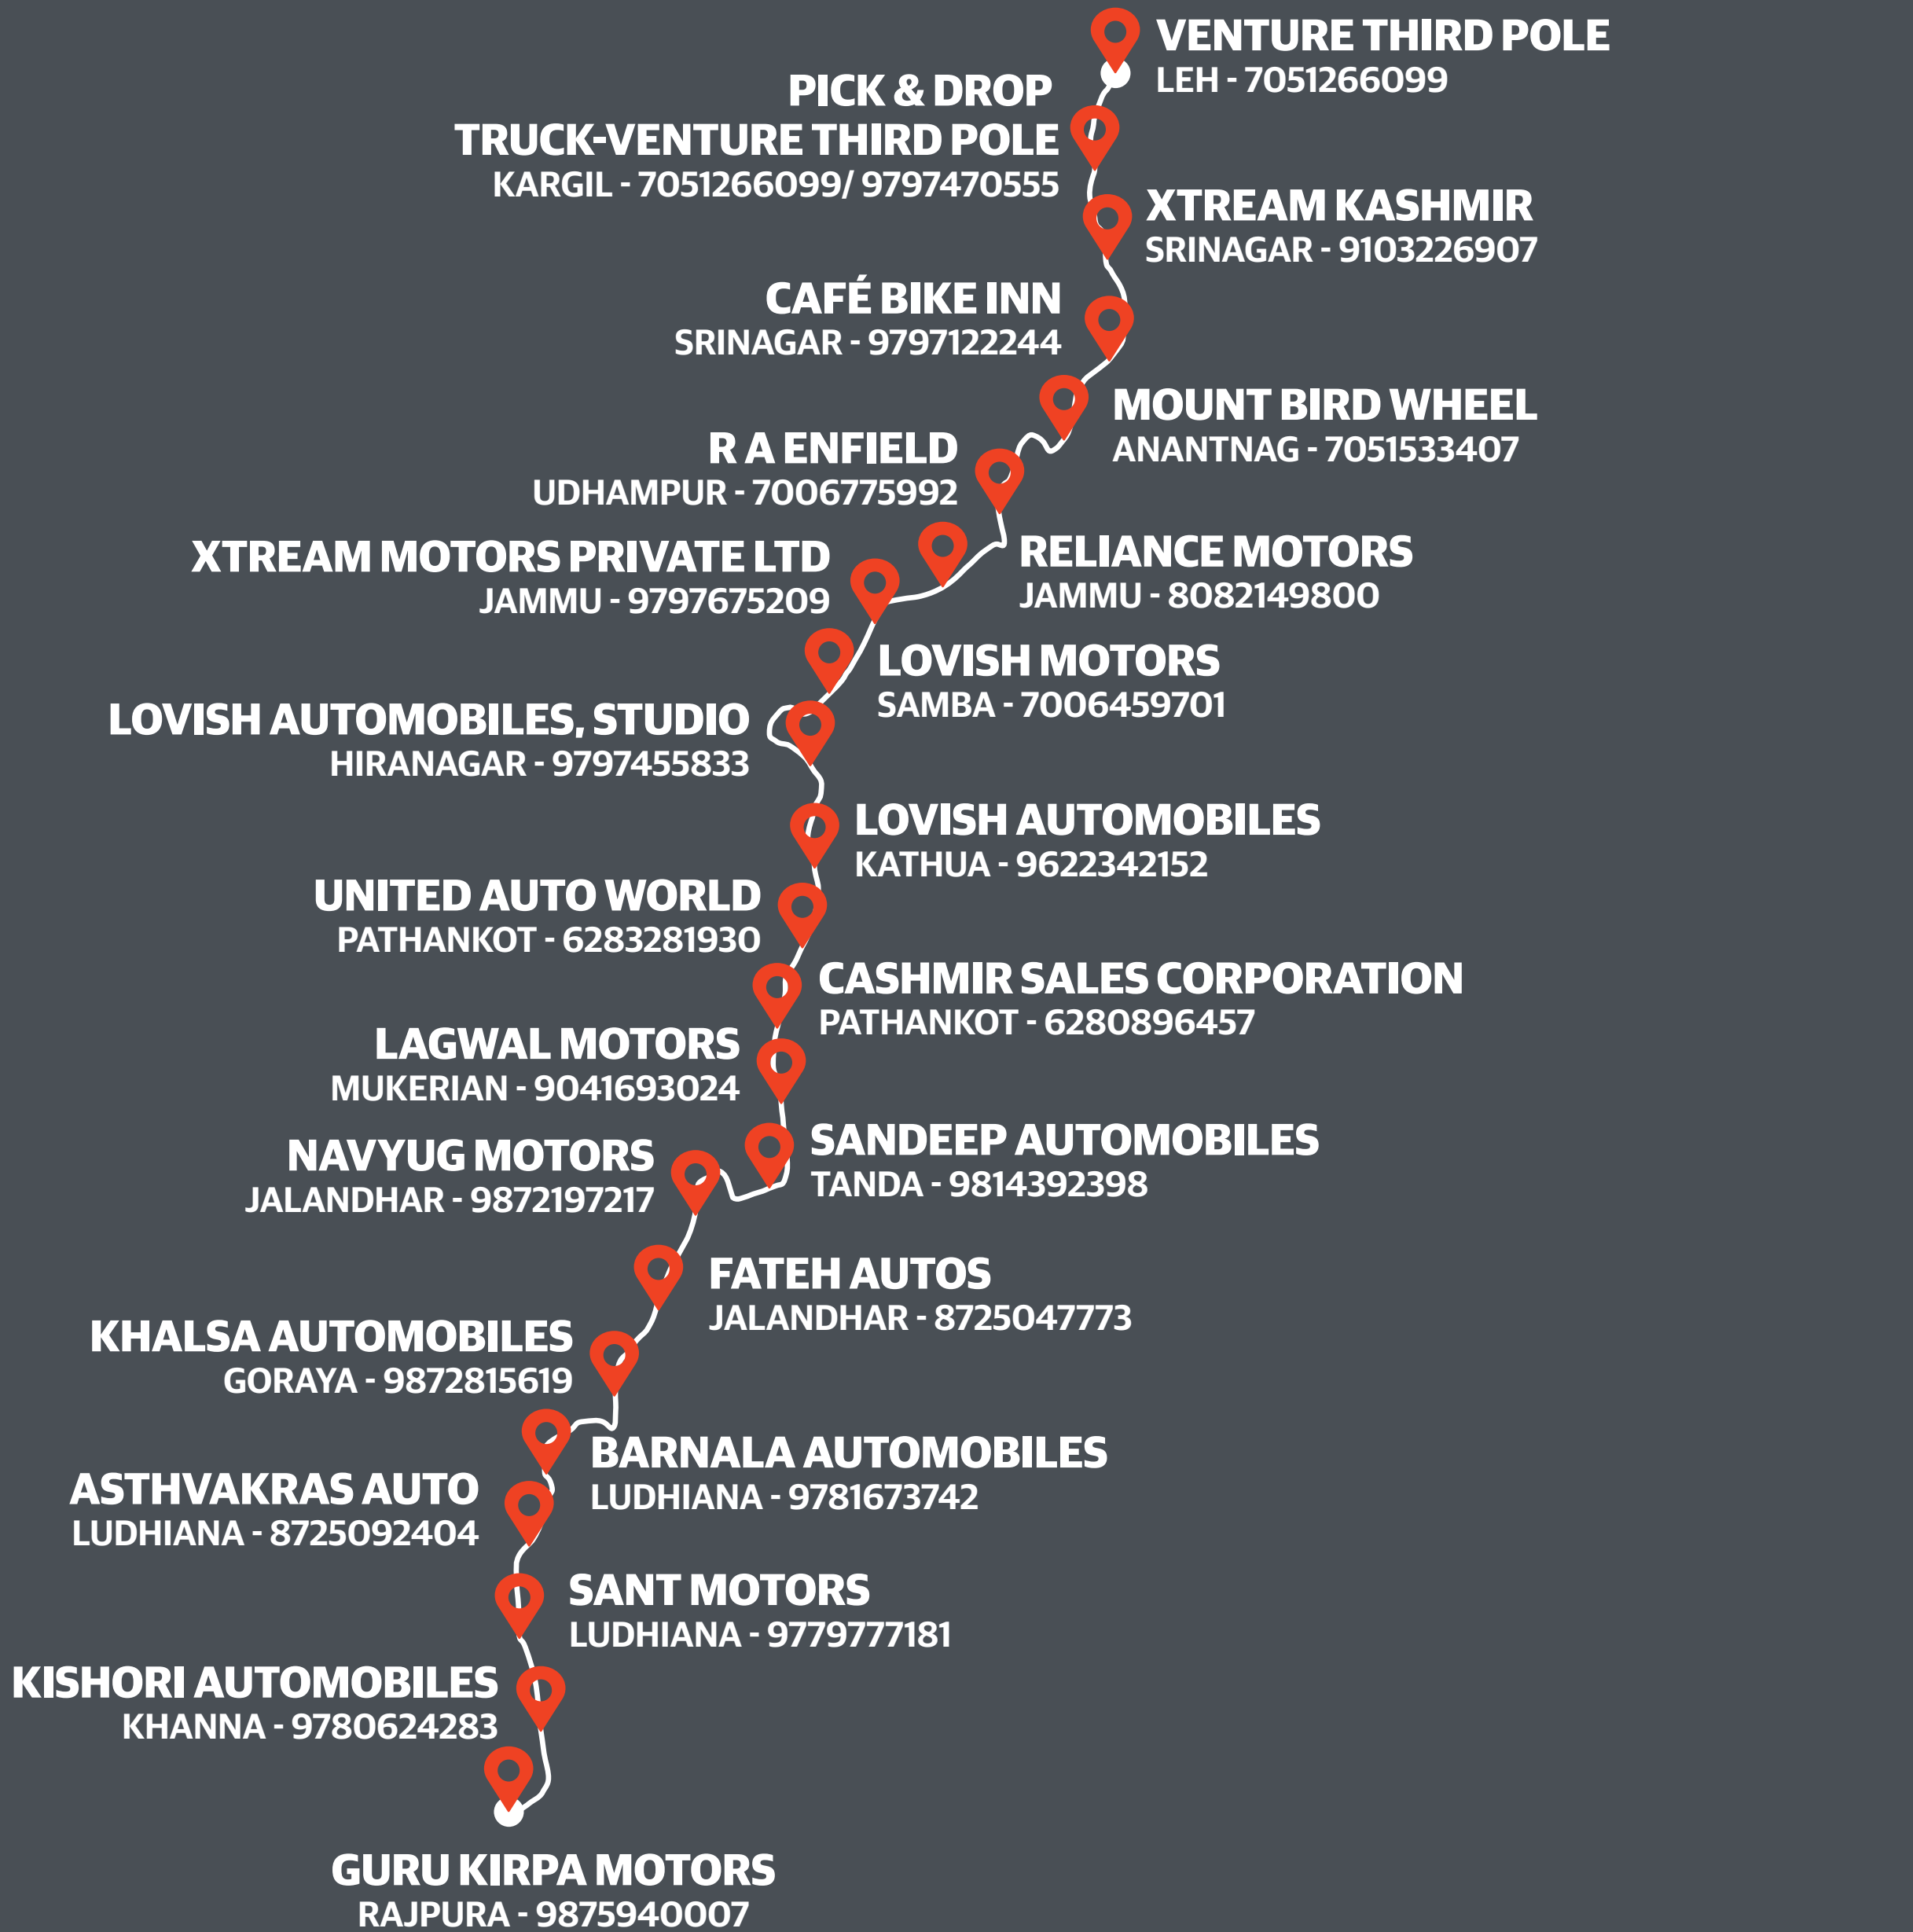 VENTURE THIRD POLE
LEH - 7051266099
PICK & DROP
TRUCK-VENTURE THIRD POLE
KARGIL - 7051266099/ 9797470555
XTREAM KASHMIR
SRINAGAR - 9103226907
CAFÉ BIKE INN
SRINAGAR - 9797122244
MOUNT BIRD WHEEL
ANANTNAG - 7051533407
R A ENFIELD
UDHAMPUR - 7006775992
RELIANCE MOTORS
JAMMU - 8082149800
XTREAM MOTORS PRIVATE LTD
JAMMU - 9797675209
LOVISH MOTORS
SAMBA - 7006459701
LOVISH AUTOMOBILES, STUDIO
HIRANAGAR - 9797455833
LOVISH AUTOMOBILES
KATHUA - 9622342152
UNITED AUTO WORLD
PATHANKOT - 6283281930
CASHMIR SALES CORPORATION
PATHANKOT - 6280896457
LAGWAL MOTORS
MUKERIAN - 9041693024
SANDEEP AUTOMOBILES
TANDA - 9814392398
NAVYUG MOTORS
JALANDHAR - 9872197217
FATEH AUTOS
JALANDHAR - 8725047773
KHALSA AUTOMOBILES
GORAYA - 9872815619
BARNALA AUTOMOBILES
LUDHIANA - 9781673742
ASTHVAKRAS AUTO
LUDHIANA - 8725092404
SANT MOTORS
LUDHIANA - 9779777181
KISHORI AUTOMOBILES
KHANNA - 9780624283
GURU KIRPA MOTORS
RAJPURA - 9875940007